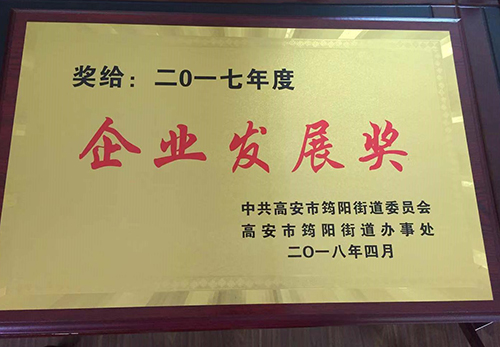 奖给：二0一七年度
企业发展奖
中共高安市筠阳街道委员会
高安市筠阳街道办事处
二0一八年四月